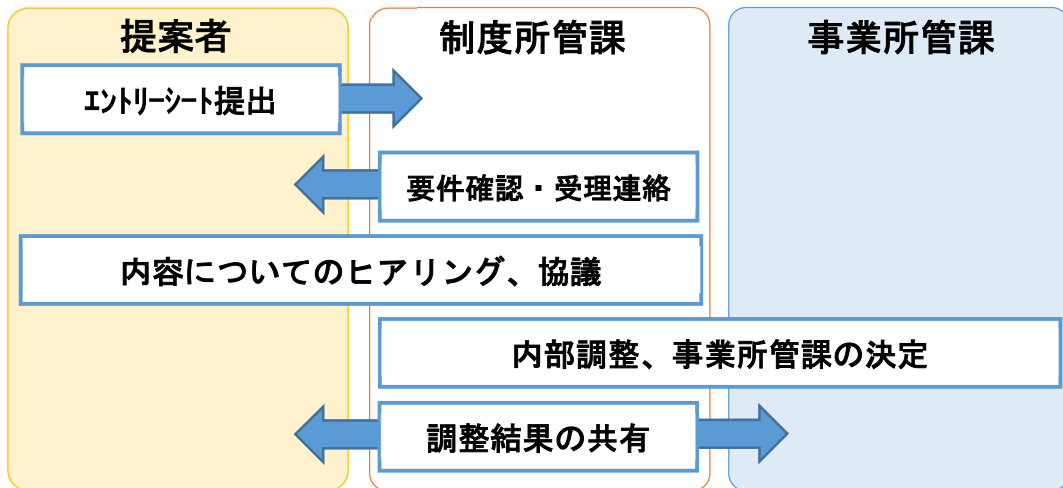 提案者
制度所管課
事業所管課
ｴﾝﾄﾘｰｼｰﾄ提出
要件確認・受理連絡
内容についてのヒアリング、協議
内部調整、事業所管課の決定
調整結果の共有